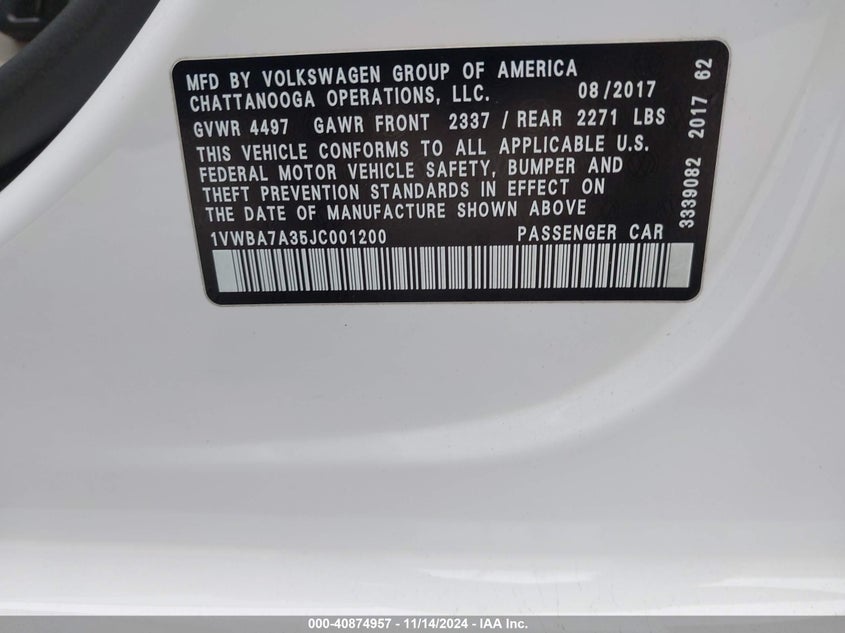 MFD BY VOLKSWAGEN GROUP OF AMERICA
CHATTANOOGA OPERATIONS, LLC. 08/2017
GVWR 4497 GAWR FRONT 2337 / REAR 2271 LBS
THIS VEHICLE CONFORMS TO ALL APPLICABLE U.S.
FEDERAL MOTOR VEHICLE SAFETY, BUMPER AND
THEFT PREVENTION STANDARDS IN EFFECT ON
THE DATE OF MANUFACTURE SHOWN ABOVE
1VWBA7A35JC001200 PASSENGER CAR
3339082 2017 62
000-40874957 - 11/14/2024 - IAA Inc.